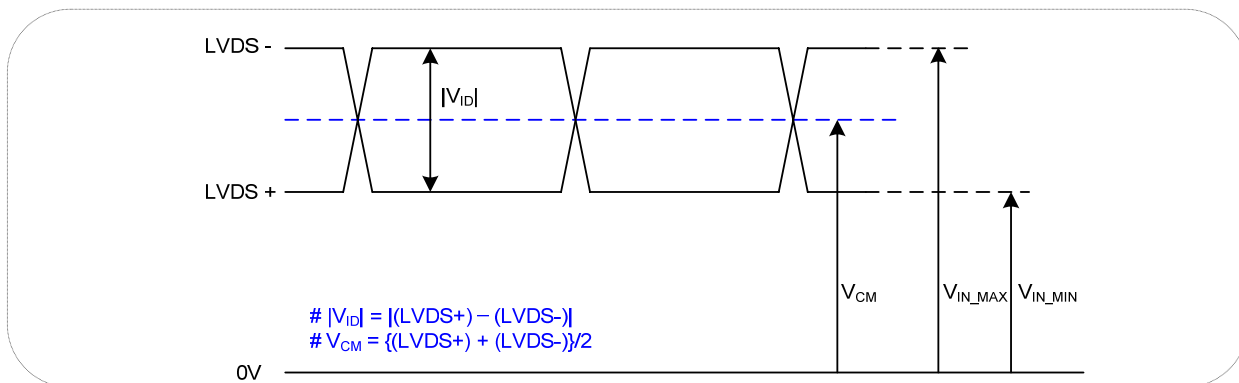 LVDS -
|VID|
LVDS +
VCM
VIN_MAX
VIN_MIN
# |VID| = |(LVDS+) – (LVDS-)|
# VCM = {(LVDS+) + (LVDS-)}/2
0V